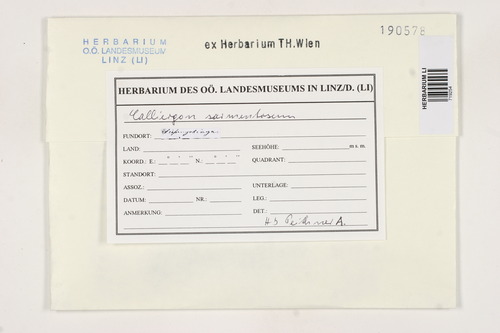 190578
HERBARIUM
O.Ö. LANDESMUSEUM
LINZ (LI)
ex Herbarium TH.Wien
HERBARIUM LI
HERBARIUM DES OÖ. LANDESMUSEUMS IN LINZ/D. (LI)
Calliergon sarmentosum
FUNDORT:
LAND: SEEHÖHE: m s. m.
KOORD.: E.: ° ' " N.: ° ' " QUADRANT:
STANDORT:
ASSOZ.: UNTERLAGE:
DATUM: NR.: LEG.:
ANMERKUNG: DET.:
A.